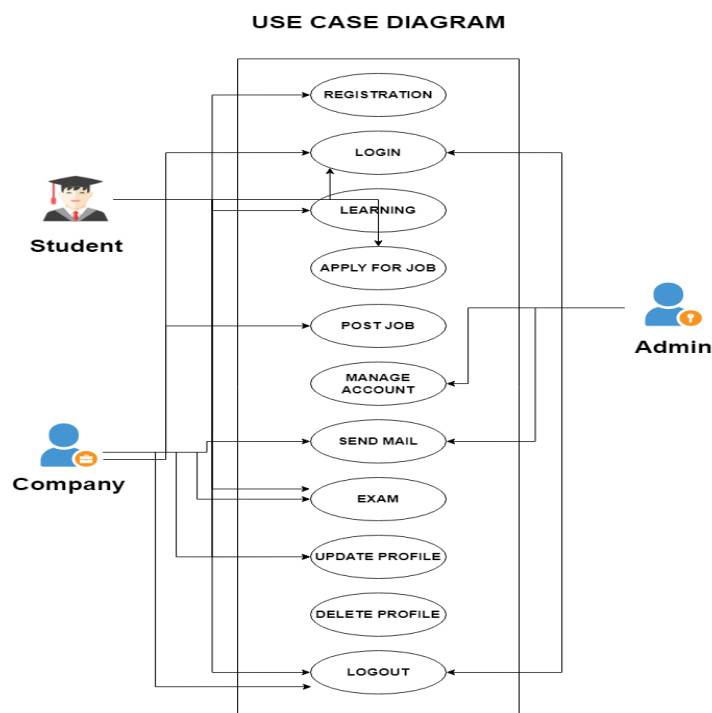 USE CASE DIAGRAM
REGISTRATION
LOGIN
LEARNING
Student
APPLY FOR JOB
POST JOB
Admin
MANAGE
ACCOUNT
SEND MAIL
Company
EXAM
UPDATE PROFILE
DELETE PROFILE
LOGOUT